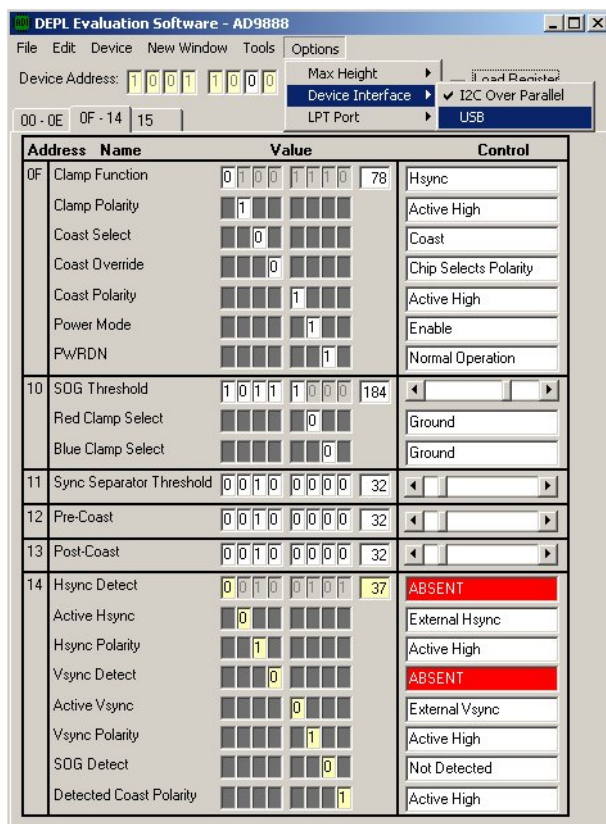 DEPL Evaluation Software - AD9888
File Edit Device New Window Tools Options
Max Height
Device Interface
LPT Port
✓ I2C Over Parallel
USB
Device Address: 1 0 0 1 1 0 0 0
Load Register
00 - 0E 0F - 14 15
Address Name Value Control
0F Clamp Function 0 1 0 0 1 1 1 0 78 Hsync
Clamp Polarity 1 Active High
Coast Select 0 Coast
Coast Override 0 Chip Selects Polarity
Coast Polarity 1 Active High
Power Mode 1 Enable
PWRDN 1 Normal Operation
10 SOG Threshold 1 0 1 1 1 0 0 0 184
Red Clamp Select 0 Ground
Blue Clamp Select 0 Ground
11 Sync Separator Threshold 0 0 1 0 0 0 0 0 32
12 Pre-Coast 0 0 1 0 0 0 0 0 32
13 Post-Coast 0 0 1 0 0 0 0 0 32
14 Hsync Detect 0 0 1 0 0 1 0 1 37 ABSENT
Active Hsync 0 External Hsync
Hsync Polarity 1 Active High
Vsync Detect 0 ABSENT
Active Vsync 0 External Vsync
Vsync Polarity 1 Active High
SOG Detect 0 Not Detected
Detected Coast Polarity 1 Active High